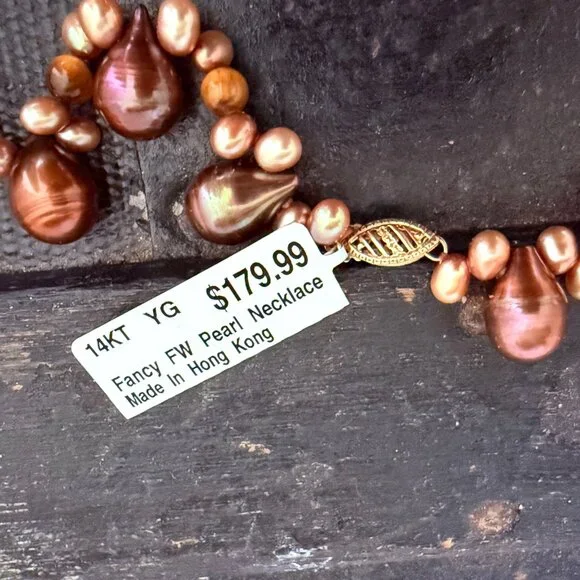 14KT YG $179.99
Fancy FW Pearl Necklace
Made In Hong Kong